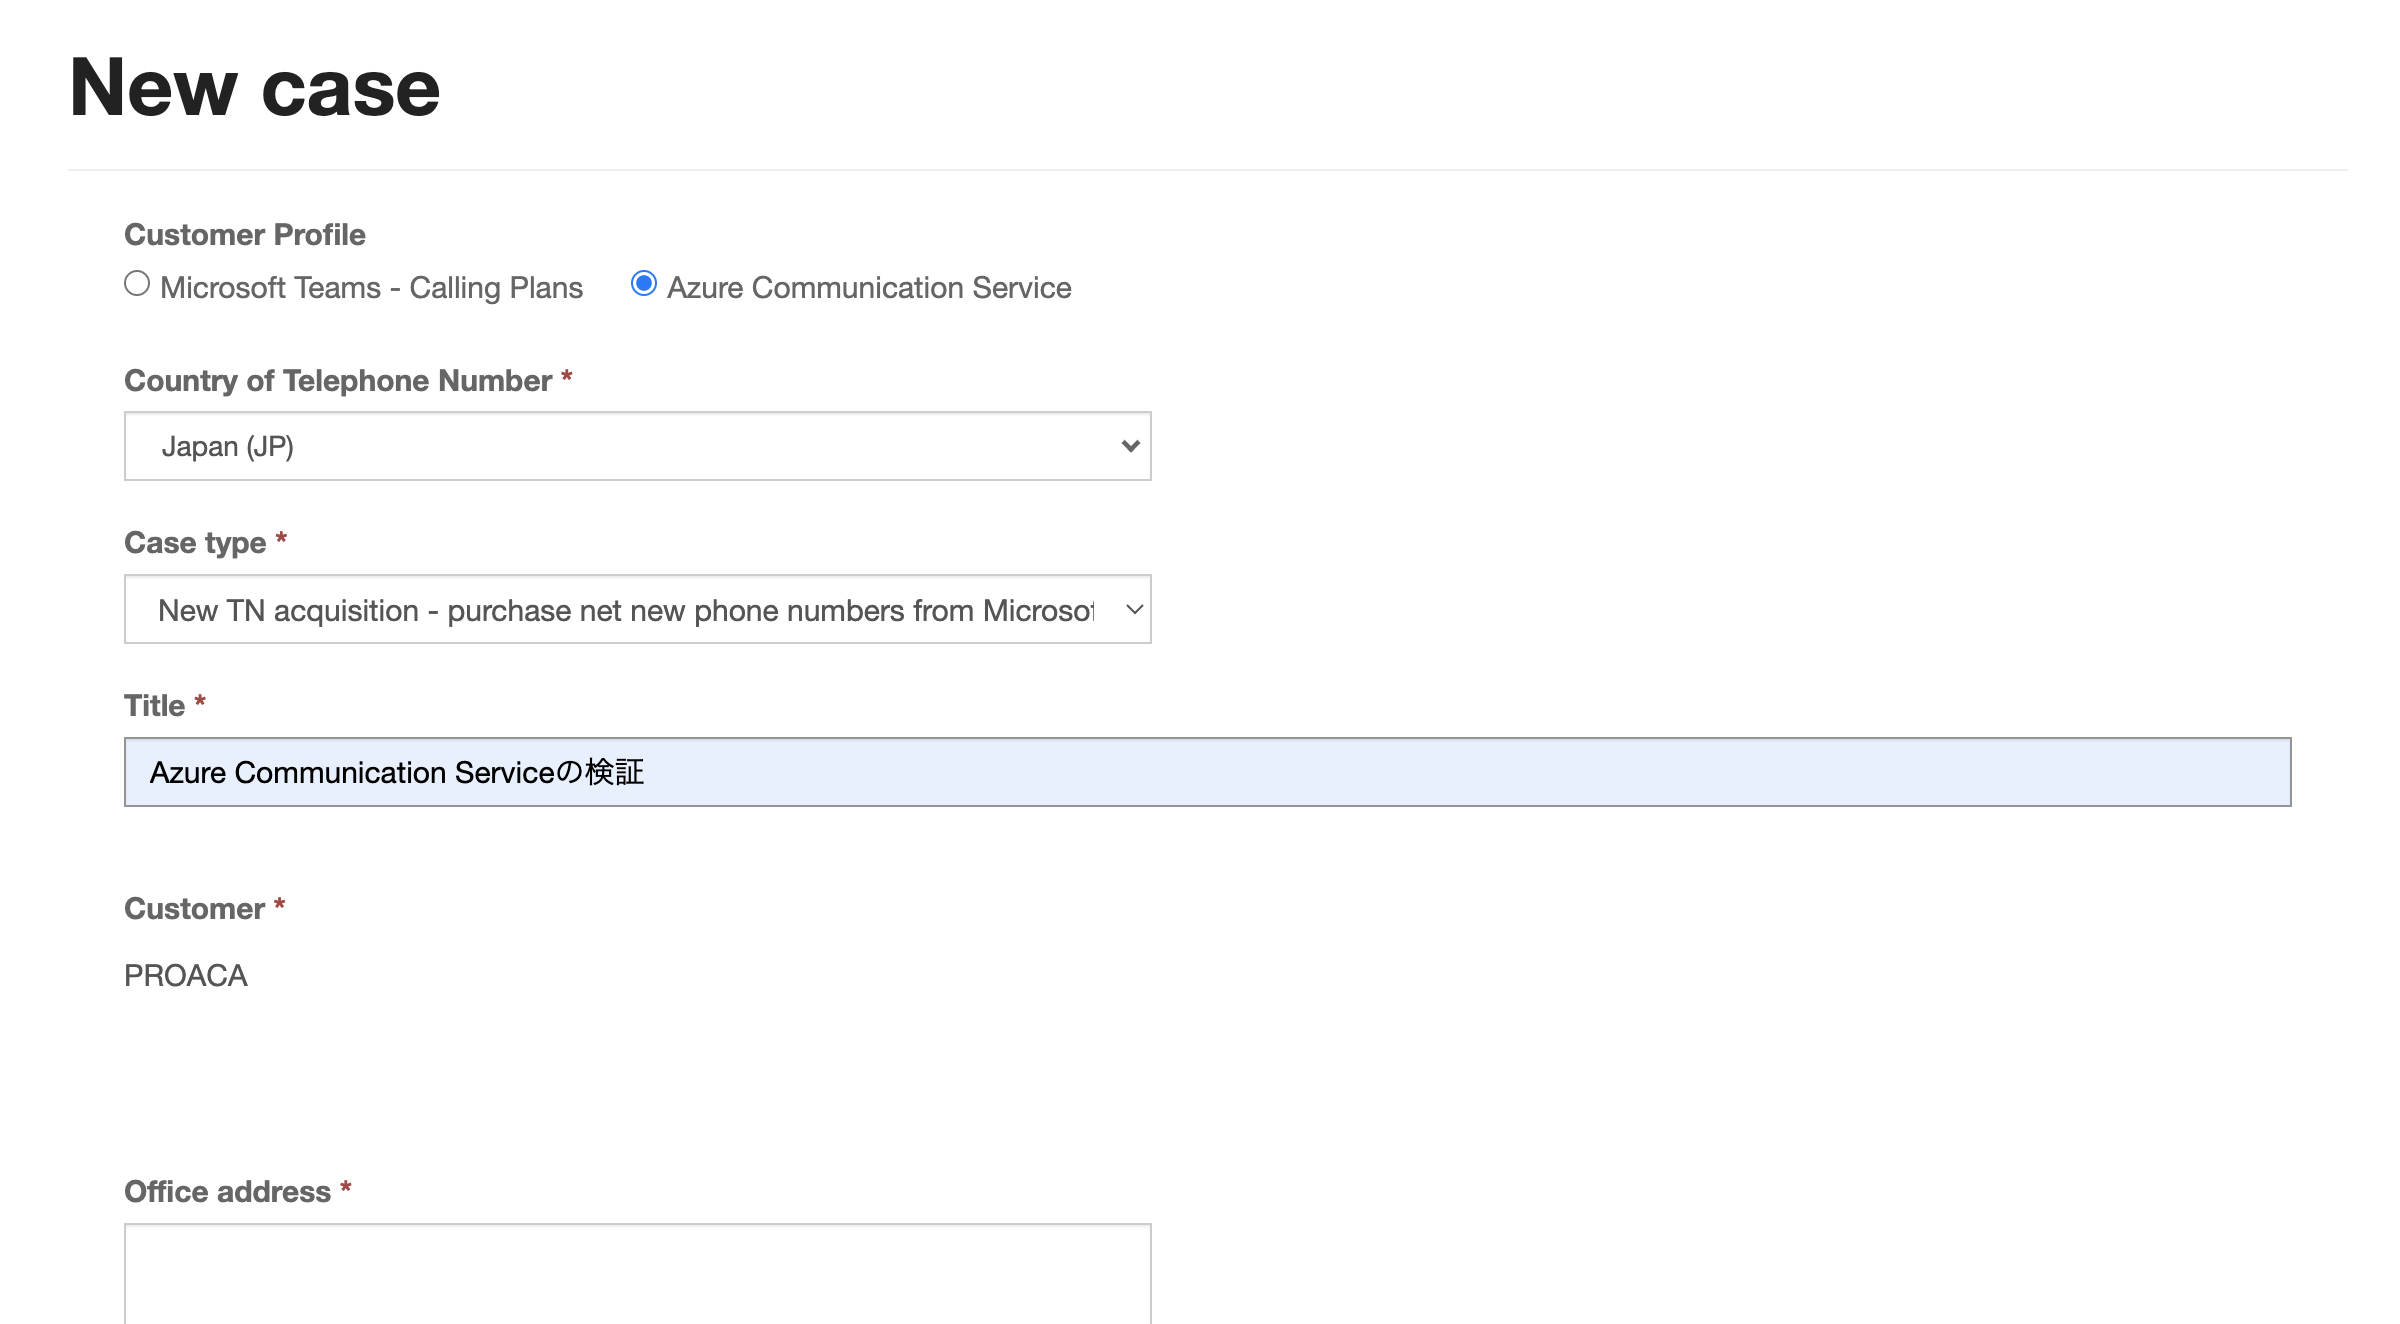 New case
Customer Profile
Microsoft Teams - Calling Plans Azure Communication Service
Country of Telephone Number *
Japan (JP)
Case type *
New TN acquisition - purchase net new phone numbers from Microsof
Title *
Azure Communication Serviceの検証
Customer *
PROACA
Office address *